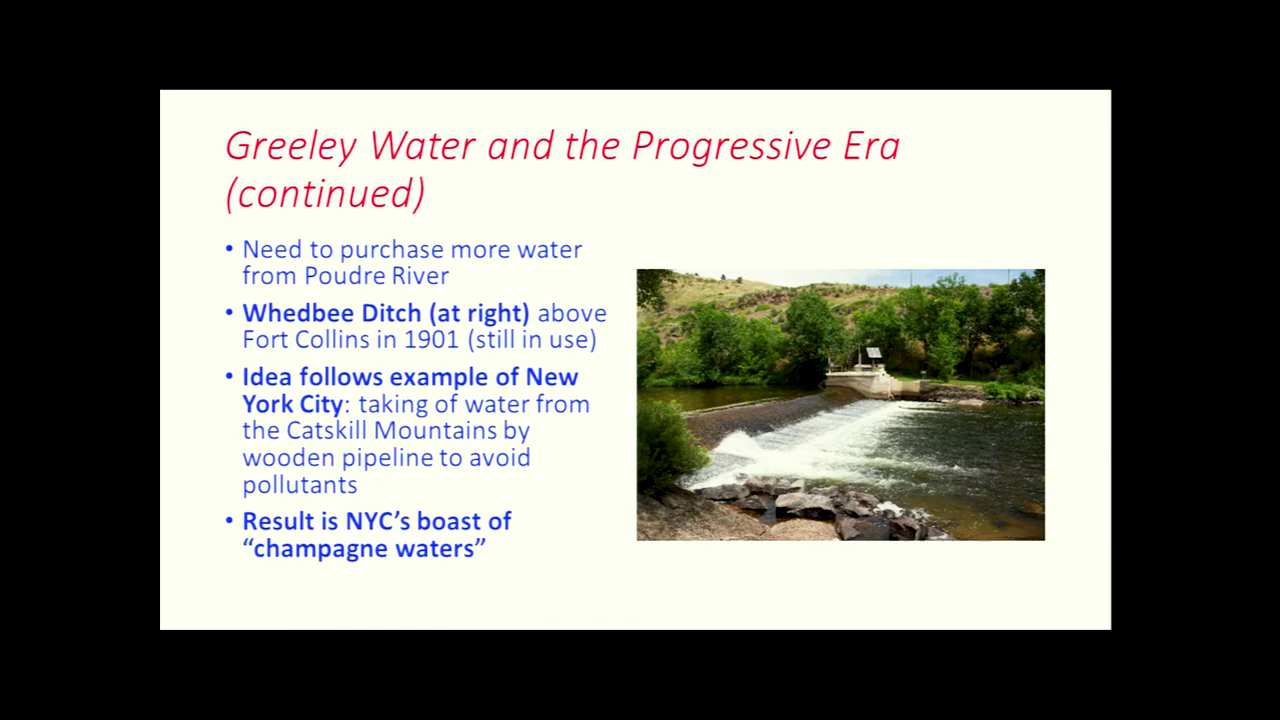 Greeley Water and the Progressive Era
(continued)
• Need to purchase more water
from Poudre River
• Whedbee Ditch (at right) above
Fort Collins in 1901 (still in use)
• Idea follows example of New
York City: taking of water from
the Catskill Mountains by
wooden pipeline to avoid
pollutants
• Result is NYC’s boast of
“champagne waters”